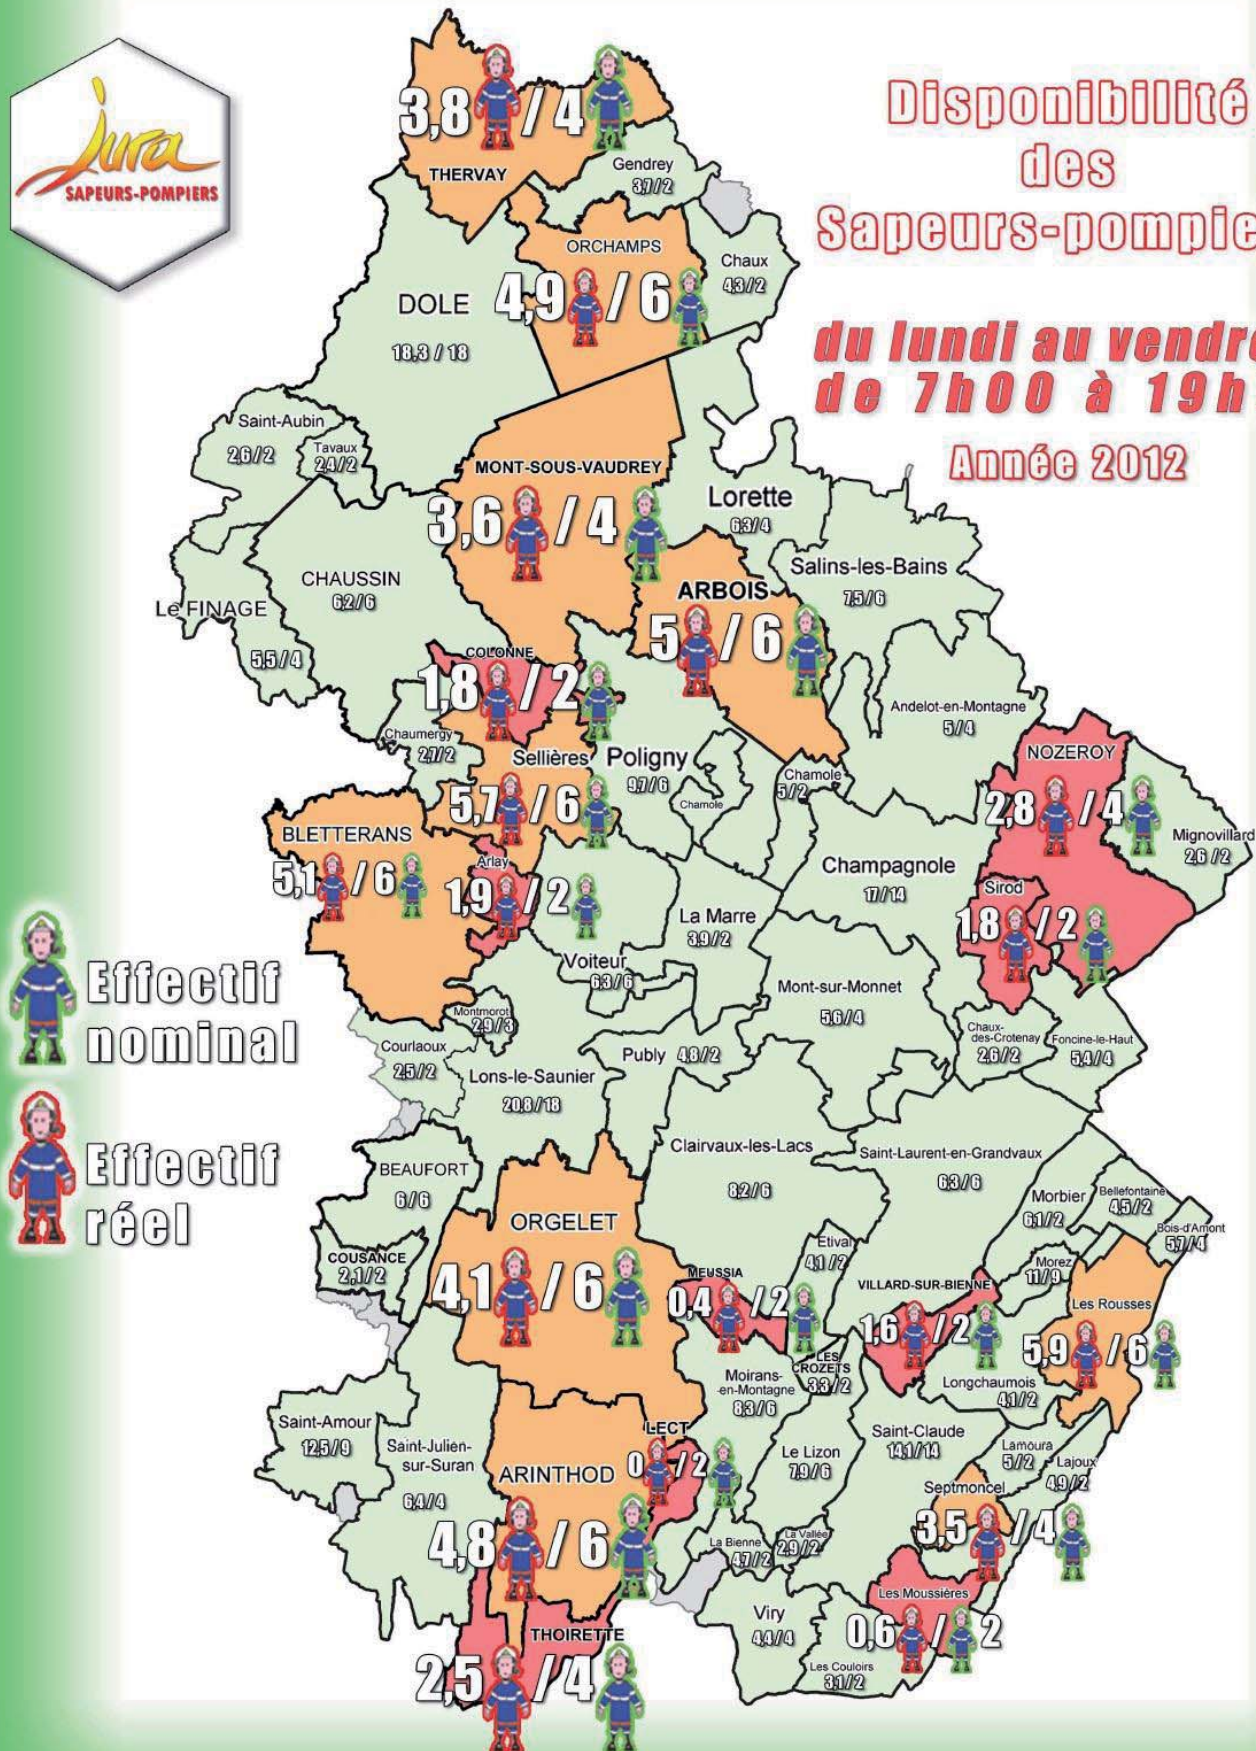 jura
SAPEURS-POMPIERS
Disponibilité
des
Sapeurs-pompie
du lundi au vendre
de 7h00 à 19h
Année 2012
3,8 / 4
THERVAY
Gendrey
3,7/2
ORCHAMPS
4,9 / 6
Chaux
4,3/2
DOLE
18,3 / 18
Saint-Aubin
2,6/2
Tavaux
2,4/2
MONT-SOUS-VAUDREY
3,6 / 4
Lorette
6,3/4
Salins-les-Bains
7,5/6
CHAUSSIN
6,2/6
ARBOIS
5 / 6
Le FINAGE
5,5/4
COLONNE
1,8 / 2
Andelot-en-Montagne
5/4
Chaumergy
2,7/2
Sellières
5,7 / 6
Poligny
9,7/6
Chamole
Chamole
5/2
NOZEROY
2,8 / 4
Mignovillard
2,6 /2
BLETTERANS
5,1 / 6
Arlay
1,9 / 2
Champagnole
17/14
Sirod
1,8 / 2
La Marre
3,9/2
Voiteur
6,3/6
Mont-sur-Monnet
5,6/4
Effectif
nominal
Montmorot
2,9/3
Courlaoux
2,5/2
Publy 4,8/2
Chaux-
des-Crotenay
2,6/2
Foncine-le-Haut
5,4/4
Lons-le-Saunier
20,8/18
Effectif
réel
BEAUFORT
6/6
Clairvaux-les-Lacs
8,2/6
Saint-Laurent-en-Grandvaux
6,3/6
Morbier
6,1/2
Bellefontaine
4,5/2
Bois-d'Amont
5,7/4
ORGELET
4,1 / 6
COUSANCE
2,1/2
Etival
4,1/2
MEUSSIA
0,4 / 2
VILLARD-SUR-BIENNE
1,6 / 2
Morez
11/9
Les Rousses
5,9 / 6
LES
CROZETS
3,3/2
Moirans-
en-Montagne
8,3/6
Longchaumois
4,1/2
Saint-Amour
12,5/9
Saint-Julien-
sur-Suran
6,4/4
ARINTHOD
4,8 / 6
LECT
0 / 2
Le Lizon
7,9/6
Saint-Claude
14,1/14
Lamoura
5/2
Lajoux
4,9/2
Septmoncel
3,5 / 4
La Bienne
4,7/2
La Vallée
2,9/2
Les Moussières
0,6 / 2
Viry
4,4/4
Les Couloirs
3,1/2
THOIRETTE
2,5 / 4